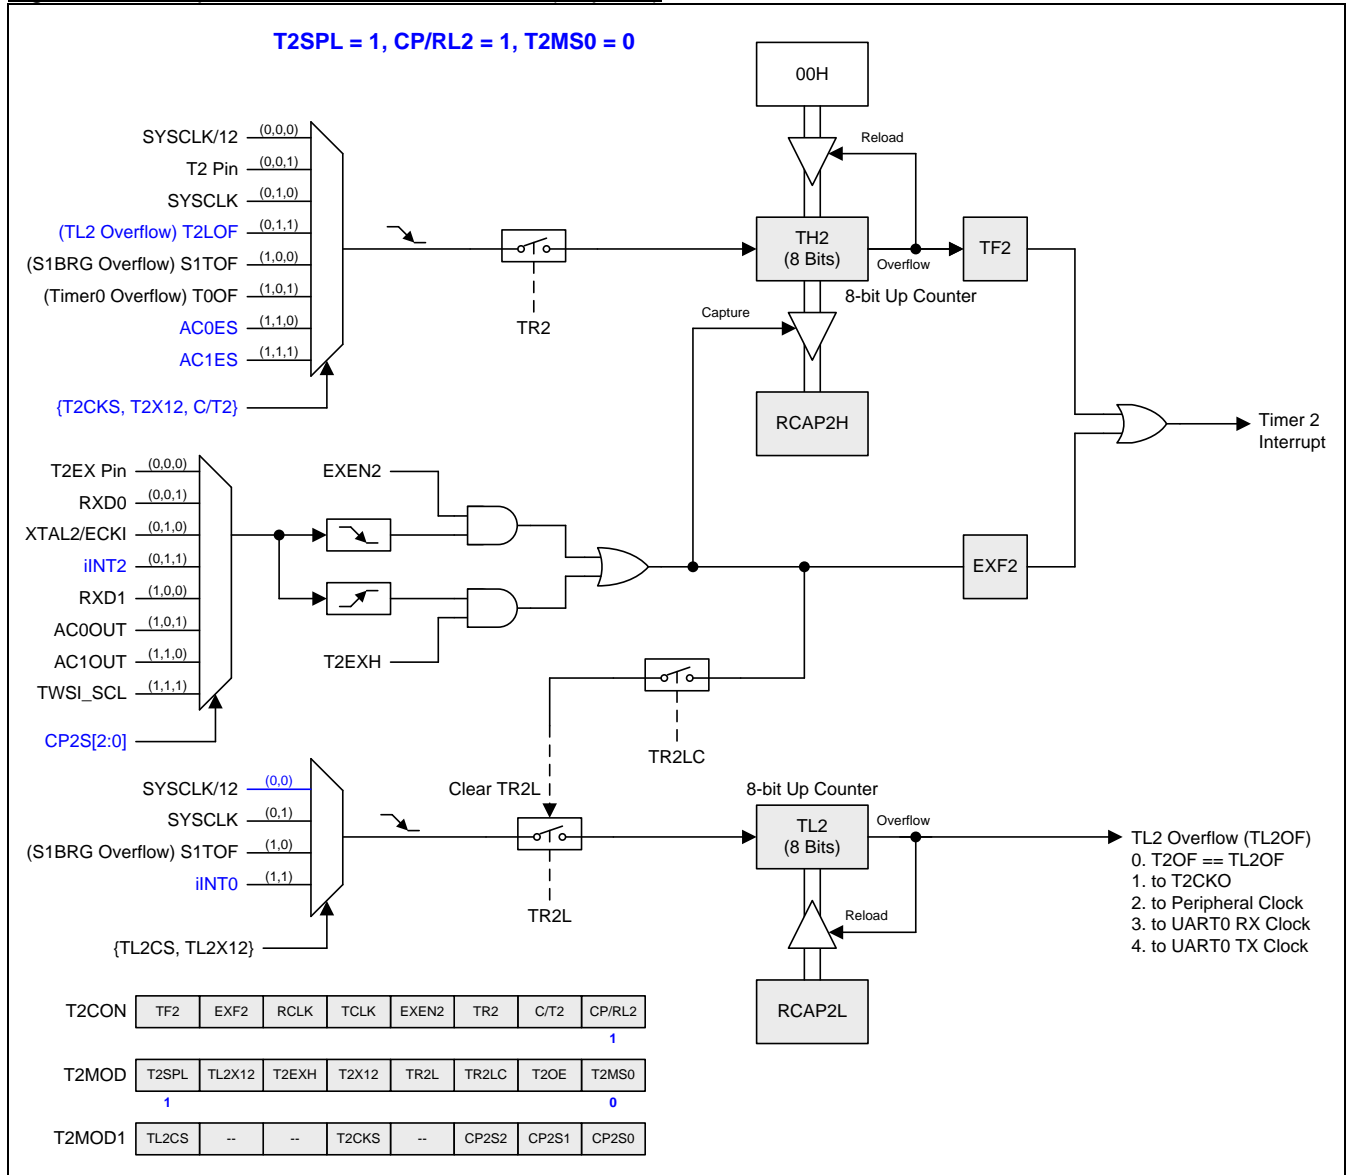 T2SPL = 1, CP/RL2 = 1, T2MS0 = 0
00H
Reload
SYSCLK/12 (0,0,0)
T2 Pin (0,0,1)
SYSCLK (0,1,0)
(TL2 Overflow) T2LOF (0,1,1)
(S1BRG Overflow) S1TOF (1,0,0)
(Timer0 Overflow) T0OF (1,0,1)
AC0ES (1,1,0)
AC1ES (1,1,1)
{T2CKS, T2X12, C/T2}
TR2
TH2
(8 Bits)
Overflow
TF2
8-bit Up Counter
Capture
RCAP2H
Timer 2
Interrupt
T2EX Pin (0,0,0)
RXD0 (0,0,1)
XTAL2/ECKI (0,1,0)
iINT2 (0,1,1)
RXD1 (1,0,0)
AC0OUT (1,0,1)
AC1OUT (1,1,0)
TWSI_SCL (1,1,1)
CP2S[2:0]
EXEN2
T2EXH
EXF2
TR2LC
Clear TR2L
SYSCLK/12 (0,0)
SYSCLK (0,1)
(S1BRG Overflow) S1TOF (1,0)
iINT0 (1,1)
{TL2CS, TL2X12}
TR2L
8-bit Up Counter
TL2
(8 Bits)
Overflow
Reload
RCAP2L
TL2 Overflow (TL2OF)
0. T2OF == TL2OF
1. to T2CKO
2. to Peripheral Clock
3. to UART0 RX Clock
4. to UART0 TX Clock
T2CON TF2 EXF2 RCLK TCLK EXEN2 TR2 C/T2 CP/RL2
1
T2MOD T2SPL TL2X12 T2EXH T2X12 TR2L TR2LC T2OE T2MS0
1 0
T2MOD1 TL2CS -- -- T2CKS -- CP2S2 CP2S1 CP2S0